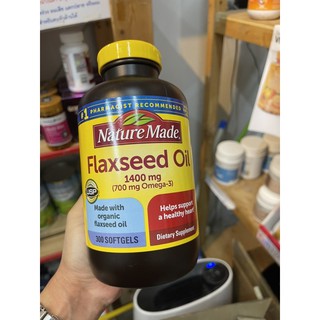 #1 PHARMACIST RECOMMENDED
Nature Made®
Flaxseed Oil
1400 mg
(700 mg Omega-3)
USP
Made with
organic
flaxseed oil
Helps support
a healthy heart
300 SOFTGELS
Dietary Supplement